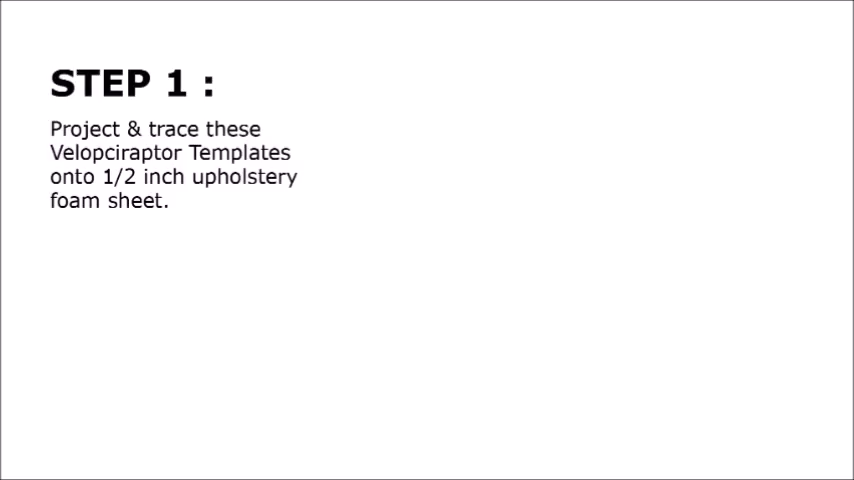 STEP 1 :
Project & trace these
Velopciraptor Templates
onto 1/2 inch upholstery
foam sheet.